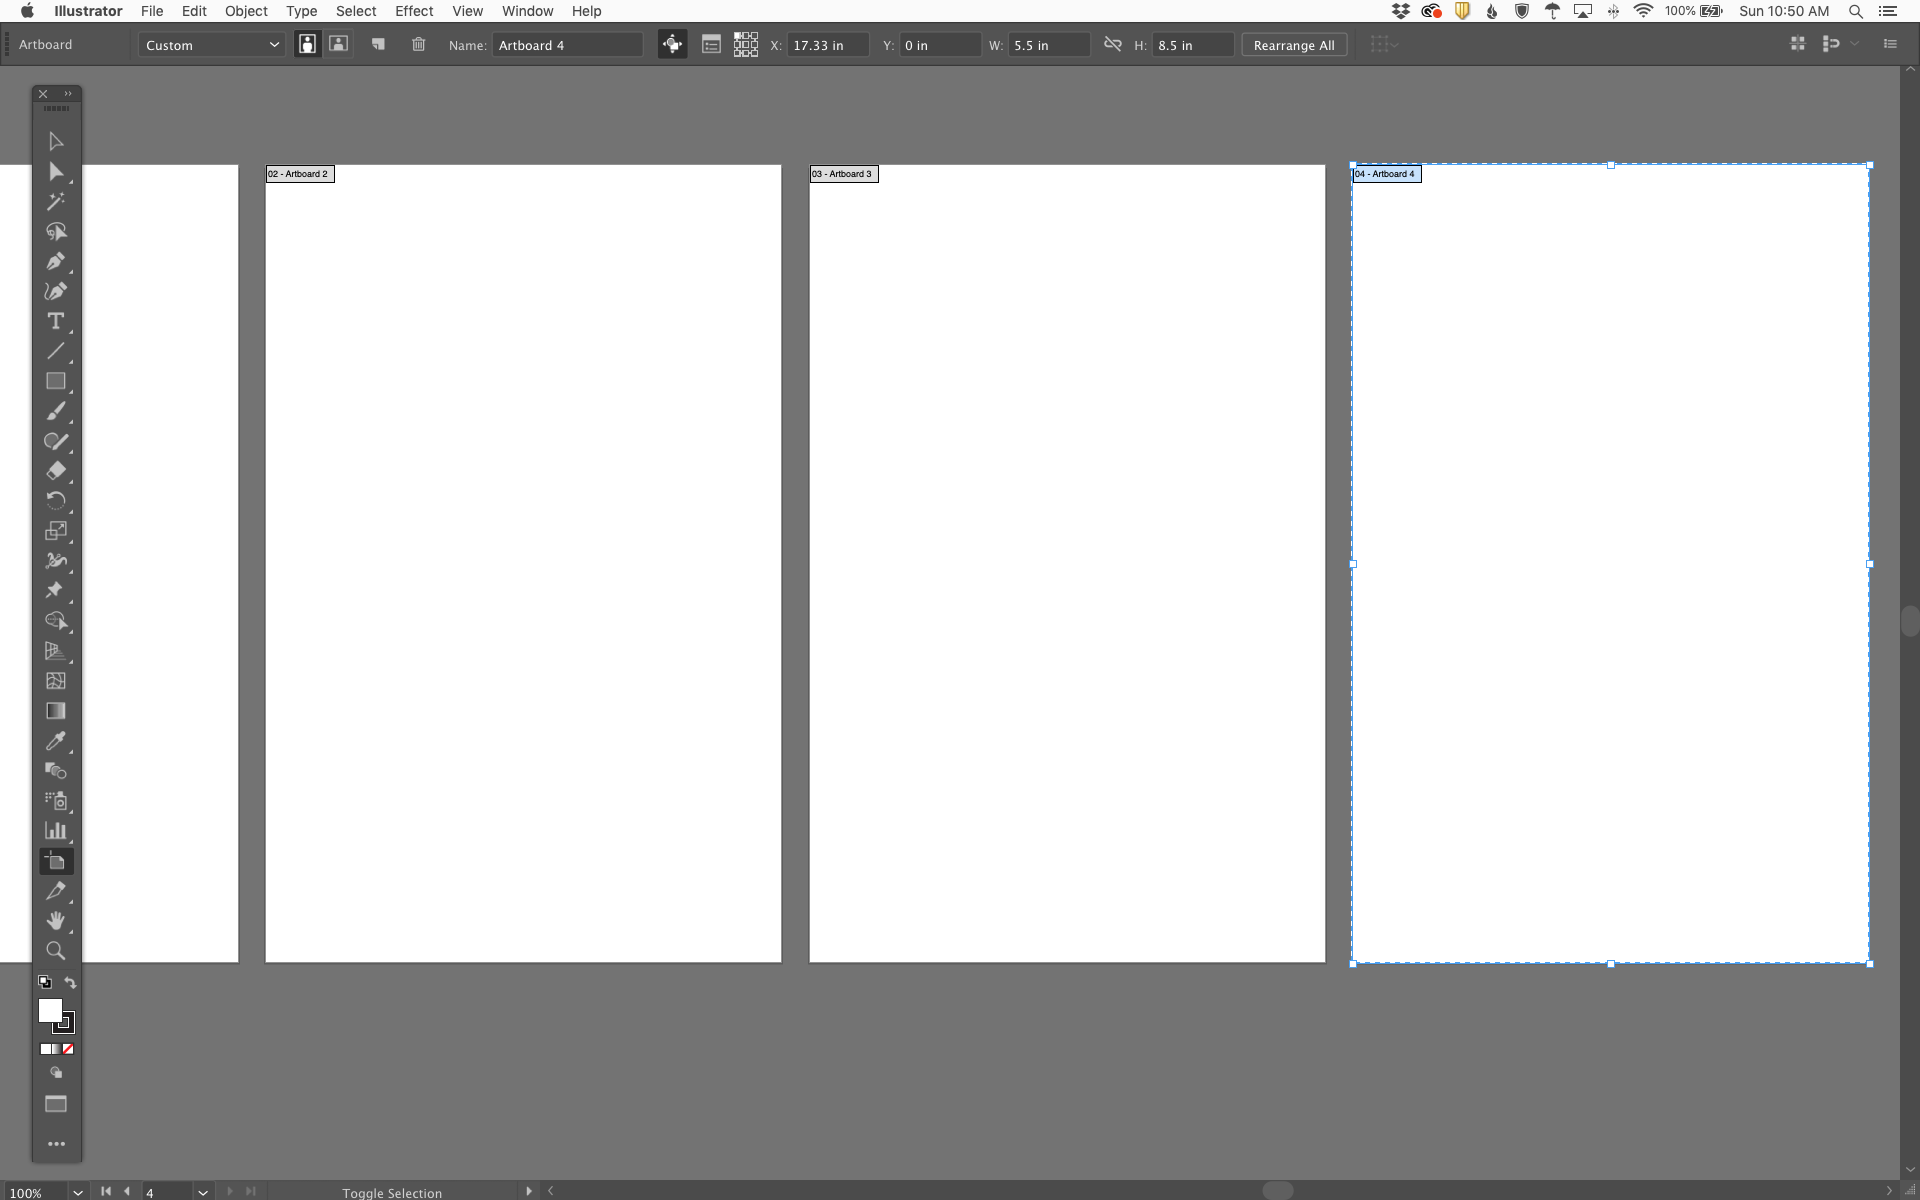 Illustrator File Edit Object Type Select Effect View Window Help 100% Sun 10:50 AM
Artboard Custom Name: Artboard 4 X: 17.33 in Y: 0 in W: 5.5 in H: 8.5 in Rearrange All
02 - Artboard 2
03 - Artboard 3
04 - Artboard 4
100% 4 Toggle Selection